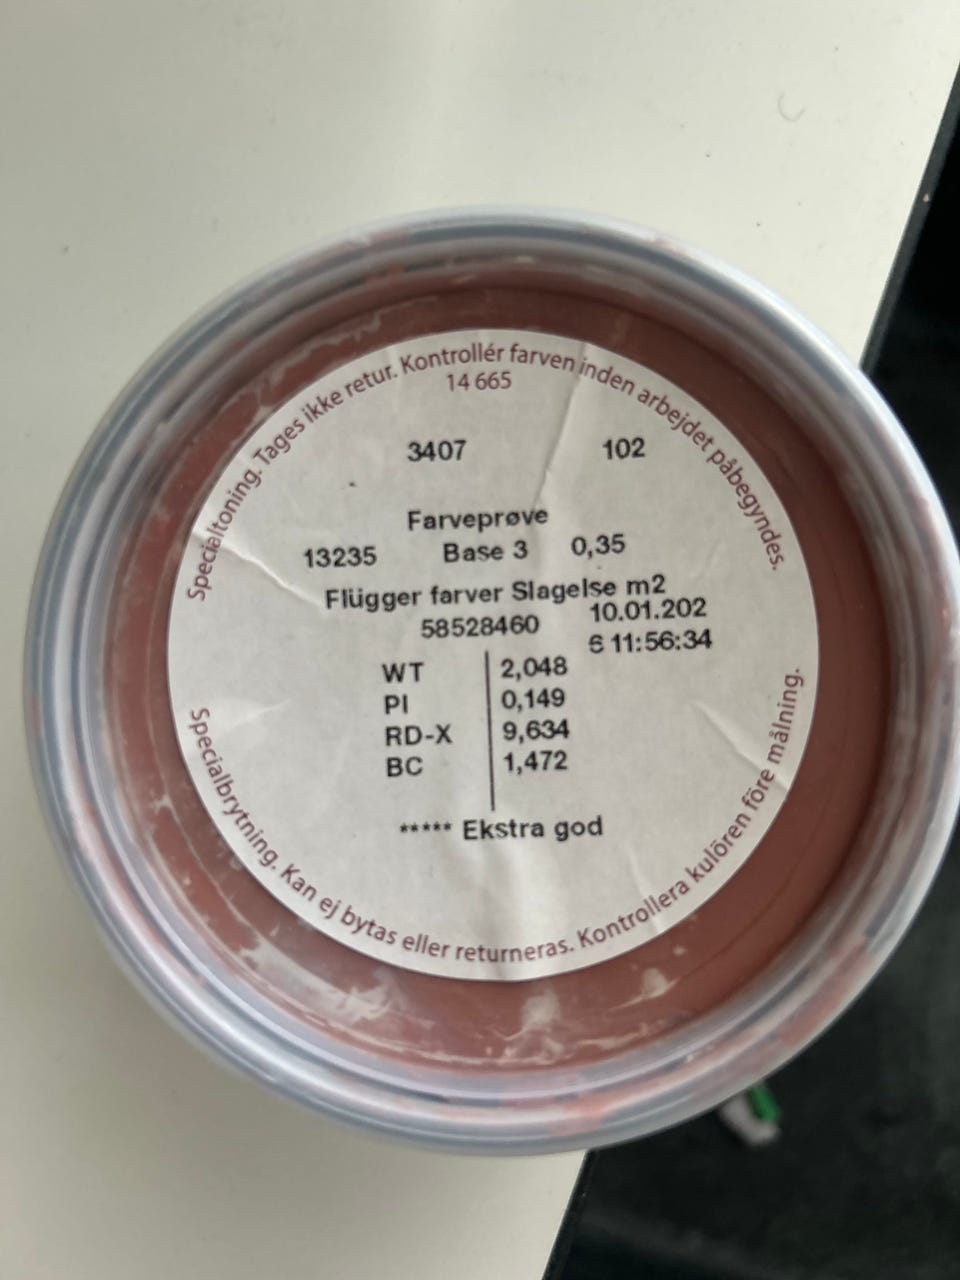 Specialtoning. Tages ikke retur. Kontrollér farven inden arbejdet påbegyndes.
14 665
3407 102
Farveprøve
13235 Base 3 0,35
Flügger farver Slagelse m2
58528460 10.01.202
6 11:56:34
WT 2,048
PI 0,149
RD-X 9,634
BC 1,472
***** Ekstra god
Specialbrytning. Kan ej bytas eller returneras. Kontrollera kulören före målning.